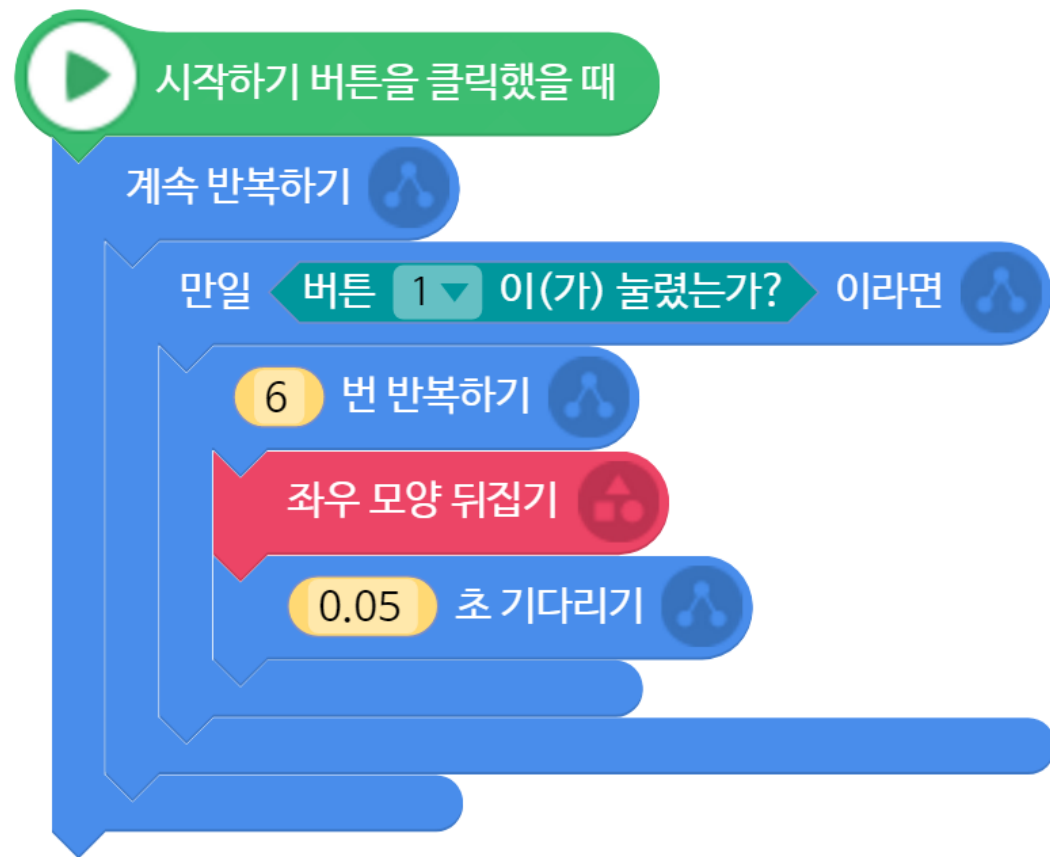 시작하기 버튼을 클릭했을 때
계속 반복하기
만일 버튼 1 이(가) 눌렸는가? 이라면
6 번 반복하기
좌우 모양 뒤집기
0.05 초 기다리기